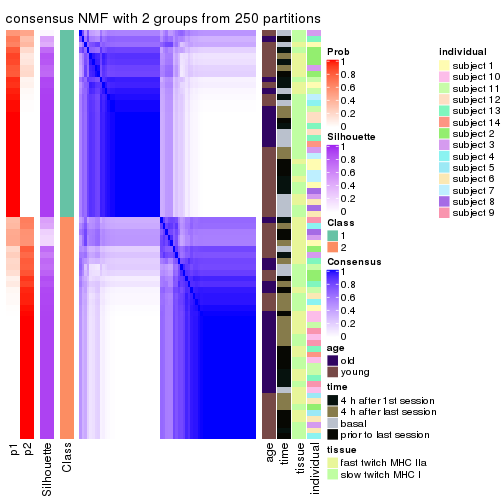 consensus NMF with 2 groups from 250 partitions
Prob
1
0.8
0.6
0.4
0.2
0
Silhouette
1
0.8
0.6
0.4
0.2
0
Class
1
2
Consensus
1
0.8
0.6
0.4
0.2
0
age
old
young
time
4 h after 1st session
4 h after last session
basal
prior to last session
tissue
fast twitch MHC IIa
slow twitch MHC I
individual
subject 1
subject 10
subject 11
subject 12
subject 13
subject 14
subject 2
subject 3
subject 4
subject 5
subject 6
subject 7
subject 8
subject 9
p1
p2
Silhouette
Class
age
time
tissue
individual